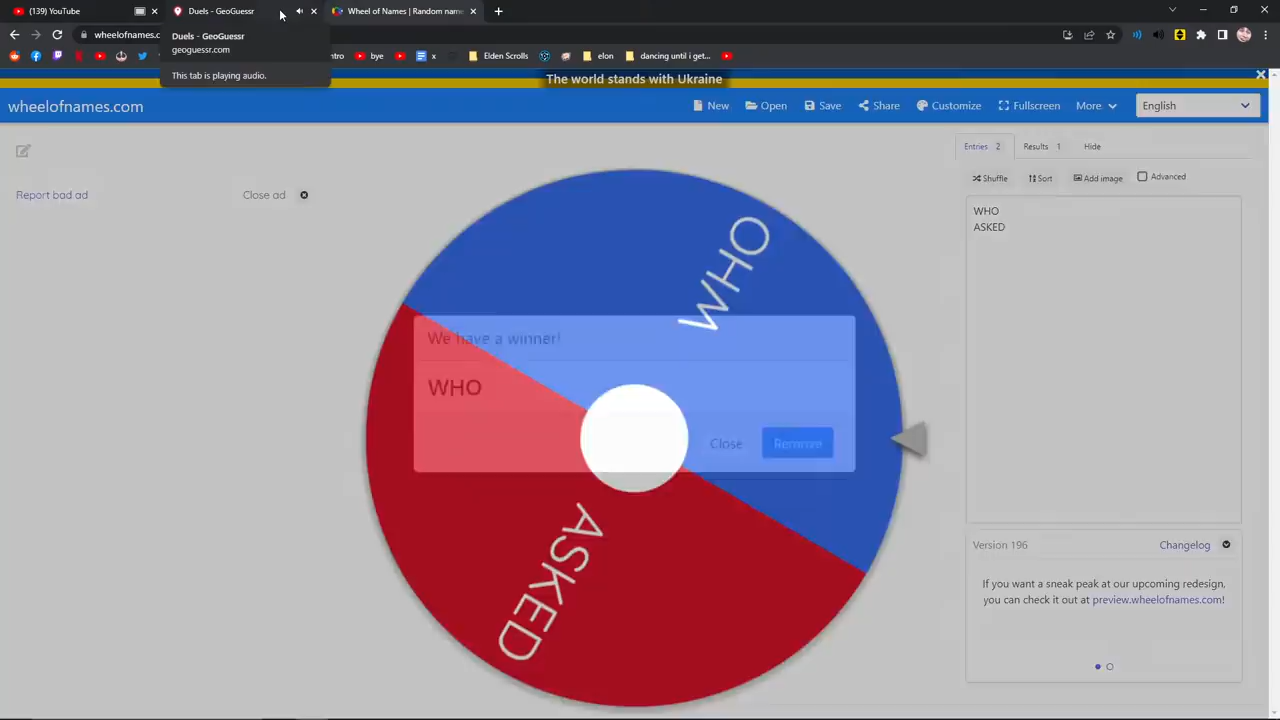 (139) YouTube
Duels - GeoGuessr
Wheel of Names | Random name
Duels - GeoGuessr
geoguessr.com
This tab is playing audio.
wheelofnames.c
ntro
bye
x
Elden Scrolls
elon
dancing until i get...
The world stands with Ukraine
wheelofnames.com
New
Open
Save
Share
Customize
Fullscreen
More
English
Report bad ad
Close ad
Entries 2
Results 1
Hide
Shuffle
Sort
Add image
Advanced
WHO
ASKED
WHO
ASKED
We have a winner!
WHO
Close
Remove
Version 196
Changelog
If you want a sneak peak at our upcoming redesign,
you can check it out at preview.wheelofnames.com!